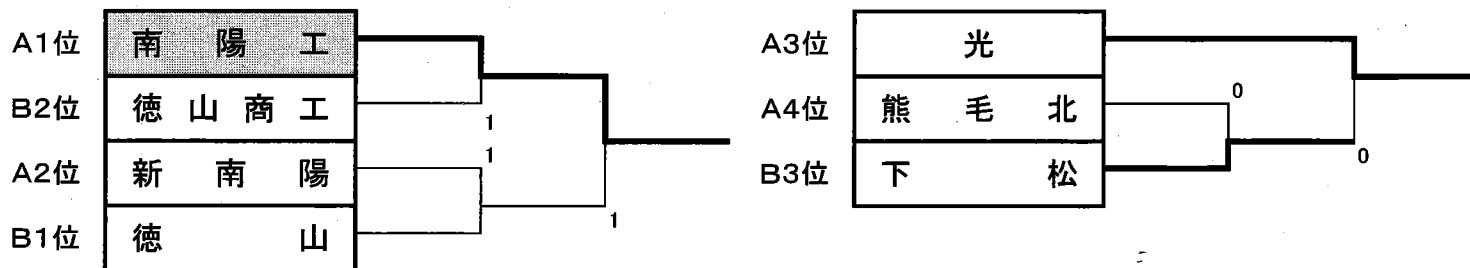 A1位 南陽工
B2位 徳山商工
1
1
A2位 新南陽
B1位 徳山
1
A3位 光
0
A4位 熊毛北
B3位 下松
0